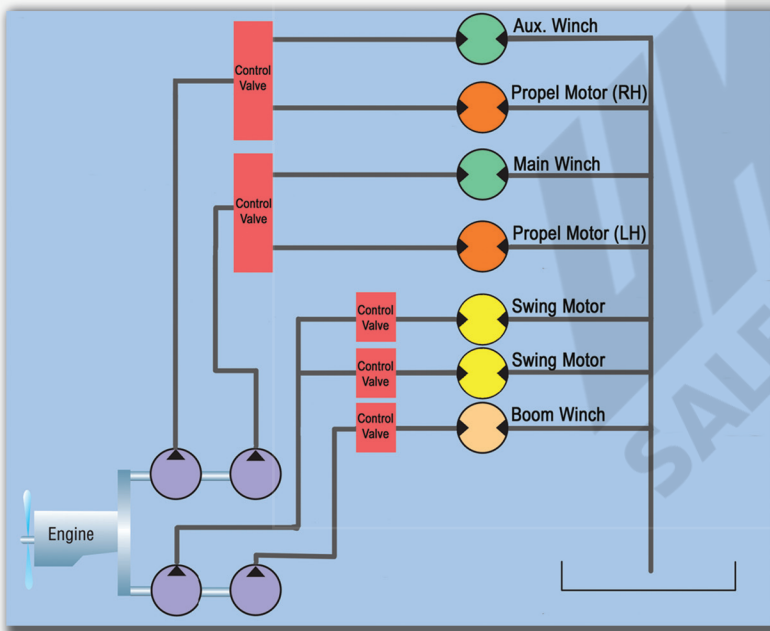 Aux. Winch
Control
Valve
Propel Motor (RH)
Main Winch
Control
Valve
Propel Motor (LH)
Control
Valve
Swing Motor
Control
Valve
Swing Motor
Control
Valve
Boom Winch
Engine